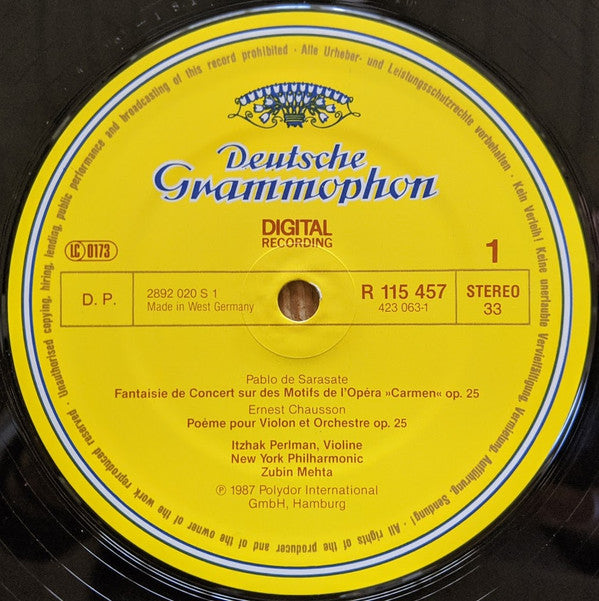 Alle Urheber- und Leistungsschutzrechte vorbehalten · Kein Verleih! Keine unerlaubte Vervielfältigung, Vermietung, Aufführung, Sendung! · All rights of the producer and of the owner of the work reproduced reserved · Unauthorised copying, hiring, lending, public performance and broadcasting of this record prohibited ·
Deutsche
Grammophon
DIGITAL
RECORDING
LC 0173
1
D. P.
2892 020 S 1
Made in West Germany
R 115 457
423 063-1
STEREO
33
Pablo de Sarasate
Fantaisie de Concert sur des Motifs de l'Opéra »Carmen« op. 25
Ernest Chausson
Poème pour Violon et Orchestre op. 25
Itzhak Perlman, Violine
New York Philharmonic
Zubin Mehta
℗ 1987 Polydor International
GmbH, Hamburg